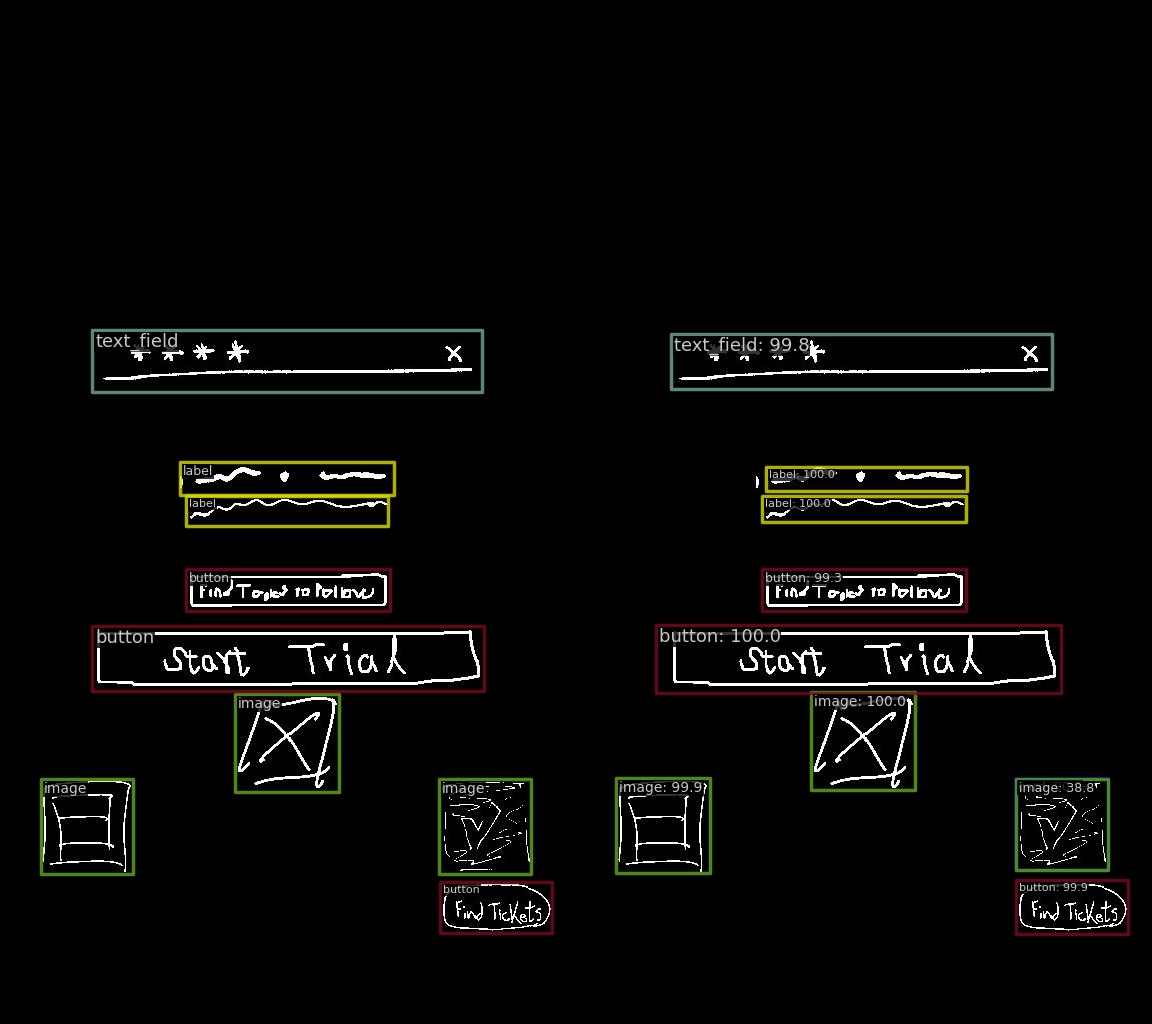 text_field
* * * * X
text_field: 99.8
* X
label
label: 100.0
label
label: 100.0
button
Find Topics to Follow
button: 99.3
Find Topics to Follow
button
Start Trial
button: 100.0
Start Trial
image
image: 100.0
image
image
image: 99.9
image: 38.8
button
Find Tickets
button: 99.9
Find Tickets